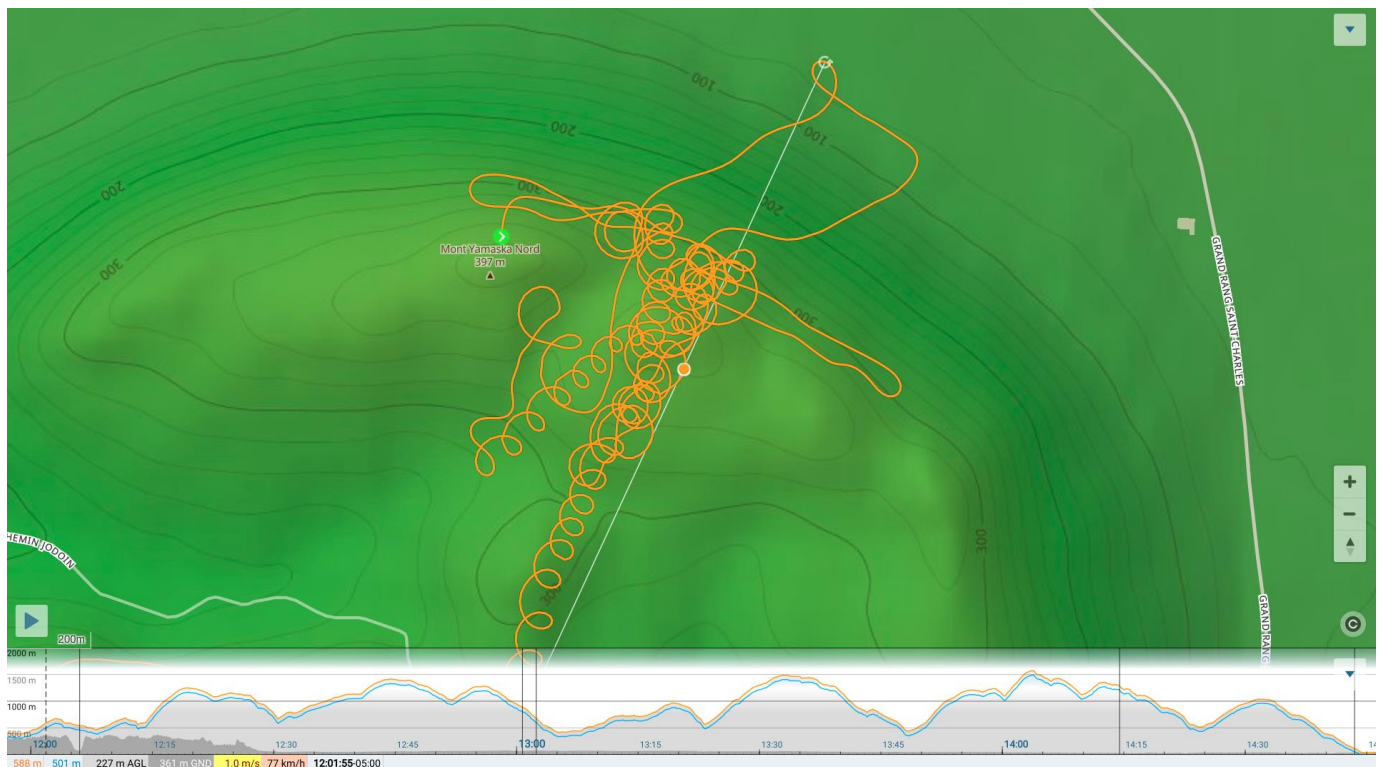 100
200
100
200
300
200
Mont Yamaska Nord
397 m
300
300
300
300
GRAND RANG SAINT-CHARLES
HEMIN JODOIN
GRAND RANG
200m
2000 m
1500 m
1000 m
500 m
12:00
12:15
12:30
12:45
13:00
13:15
13:30
13:45
14:00
14:15
14:30
588 m 501 m 227 m AGL 361 m GND 1.0 m/s 77 km/h 12:01:55-05:00